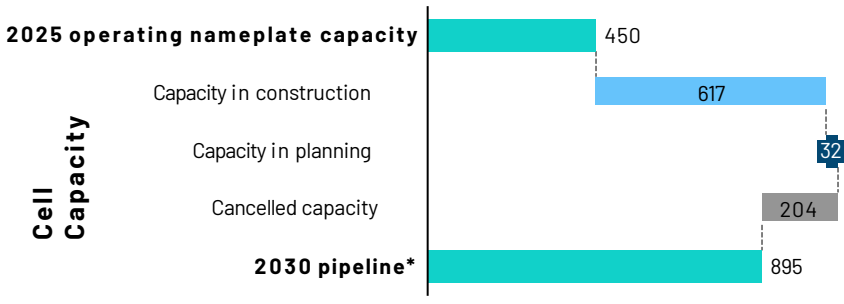 2025 operating nameplate capacity
450
Capacity in construction
617
Capacity in planning
32
Cancelled capacity
204
2030 pipeline*
895
Cell
Capacity